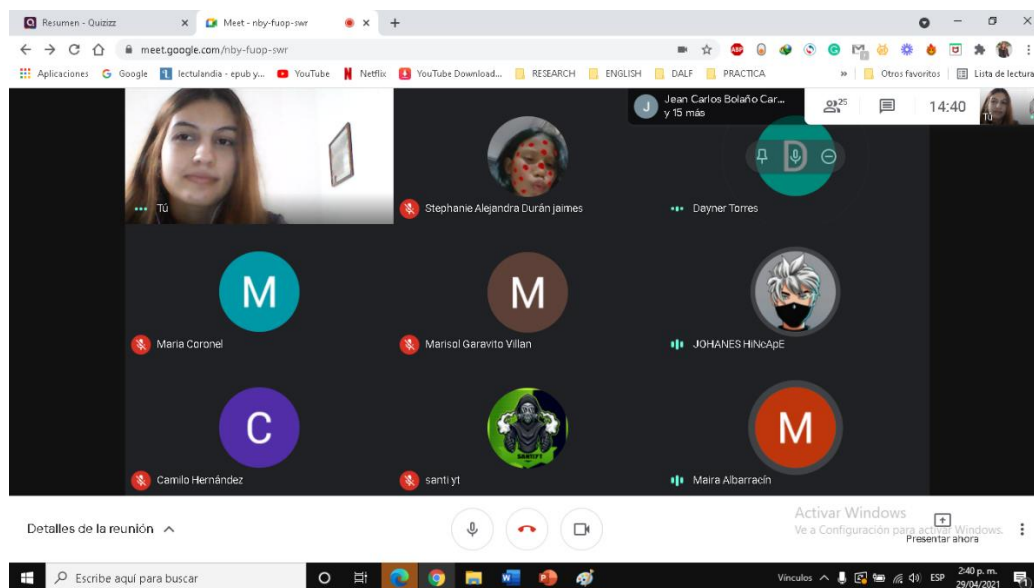 Resumen - Quizizz
Meet - nby-fuop-swr
meet.google.com/nby-fuop-swr
Aplicaciones
Google
lectulandia - epub y...
YouTube
Netflix
YouTube Download...
RESEARCH
ENGLISH
DALF
PRACTICA
»
Otros favoritos
Lista de lectura
J
Jean Carlos Bolaño Car...
y 15 más
25
14:40
Tú
Tú
Stephanie Alejandra Durán jaimes
D
Dayner Torres
M
Maria Coronel
M
Marisol Garavito Villan
JOHANES HiNcApE
C
Camilo Hernández
SANTI YT
santi yt
M
Maira Albarracín
Detalles de la reunión
Activar Windows
Ve a Configuración para activar Windows.
Presentar ahora
Escribe aquí para buscar
Vínculos
ESP
2:40 p. m.
29/04/2021